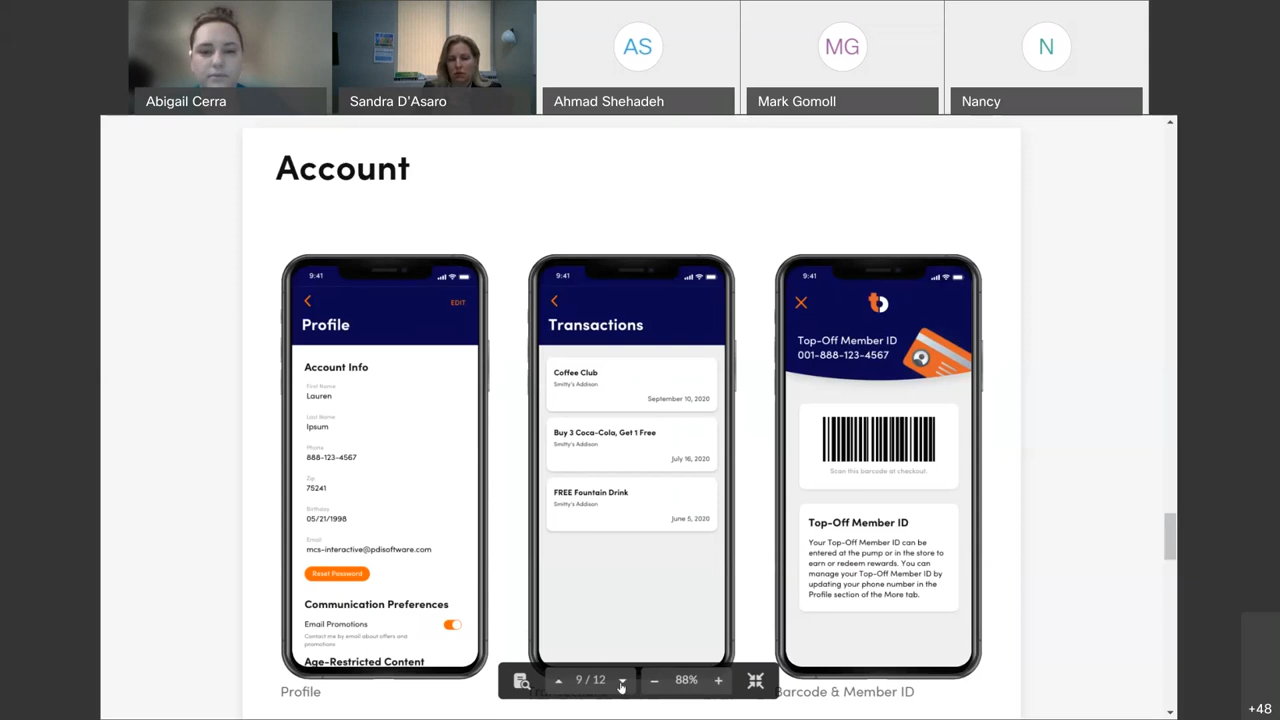 AS
MG
N
Abigail Cerra
Sandra D'Asaro
Ahmad Shehadeh
Mark Gomoll
Nancy
Account
9:41
EDIT
Profile
Account Info
First Name
Lauren
Last Name
Ipsum
Phone
888-123-4567
Zip
75241
Birthday
05/21/1998
Email
mcs-interactive@pdisoftware.com
Reset Password
Communication Preferences
Email Promotions
Contact me by email about offers and
promotions
Age-Restricted Content
Profile
9:41
Transactions
Coffee Club
Smitty's Addison
September 10, 2020
Buy 3 Coca-Cola, Get 1 Free
Smitty's Addison
July 16, 2020
FREE Fountain Drink
Smitty's Addison
June 5, 2020
9:41
to
Top-Off Member ID
001-888-123-4567
Scan this barcode at checkout.
Top-Off Member ID
Your Top-Off Member ID can be
entered at the pump or in the store to
earn or redeem rewards. You can
manage your Top-Off Member ID by
updating your phone number in the
Profile section of the More tab.
Barcode & Member ID
9 / 12
88%
+48